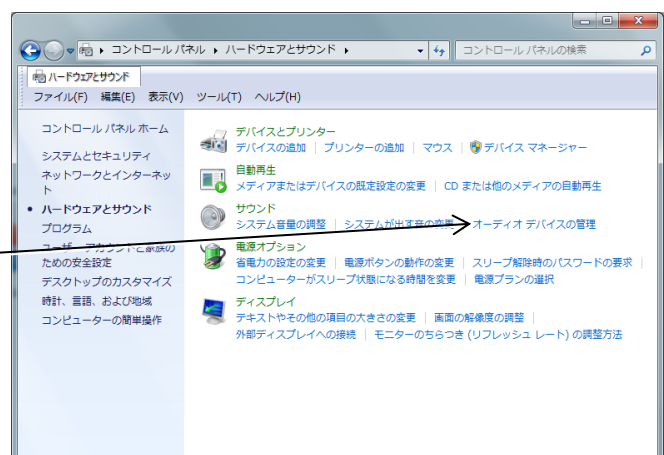 コントロール パネル ハードウェアとサウンド コントロール パネルの検索
ハードウェアとサウンド
ファイル(F) 編集(E) 表示(V) ツール(T) ヘルプ(H)
コントロール パネル ホーム
システムとセキュリティ
ネットワークとインターネッ
ト
ハードウェアとサウンド
プログラム
ユーザー アカウントと家族の
ための安全設定
デスクトップのカスタマイズ
時計、言語、および地域
コンピューターの簡単操作
デバイスとプリンター
デバイスの追加 プリンターの追加 マウス デバイス マネージャー
自動再生
メディアまたはデバイスの既定設定の変更 CD または他のメディアの自動再生
サウンド
システム音量の調整 システムが出す音の変更 オーディオ デバイスの管理
電源オプション
省電力の設定の変更 電源ボタンの動作の変更 スリープ解除時のパスワードの要求
コンピューターがスリープ状態になる時間を変更 電源プランの選択
ディスプレイ
テキストやその他の項目の大きさの変更 画面の解像度の調整
外部ディスプレイへの接続 モニターのちらつき (リフレッシュ レート) の調整方法